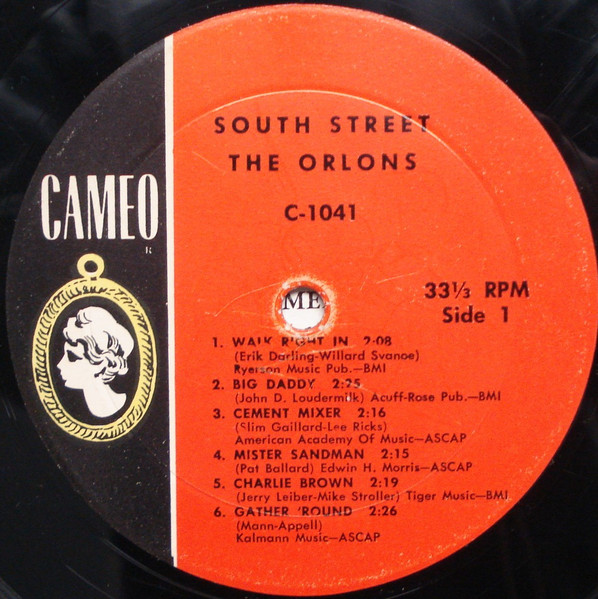 SOUTH STREET
THE ORLONS
C-1041
CAMEO
R
ME
33⅓ RPM
Side 1
1. WALK RIGHT IN 2:08
(Erik Darling-Willard Svanoe)
Ryerson Music Pub.—BMI
2. BIG DADDY 2:75
(John D. Loudermilk) Acuff-Rose Pub.—BMI
3. CEMENT MIXER 2:16
(Slim Gaillard-Lee Ricks)
American Academy Of Music—ASCAP
4. MISTER SANDMAN 2:15
(Pat Ballard) Edwin H. Morris—ASCAP
5. CHARLIE BROWN 2:19
(Jerry Leiber-Mike Stroller) Tiger Music—BMI
6. GATHER 'ROUND 2:26
(Mann-Appell)
Kalmann Music—ASCAP